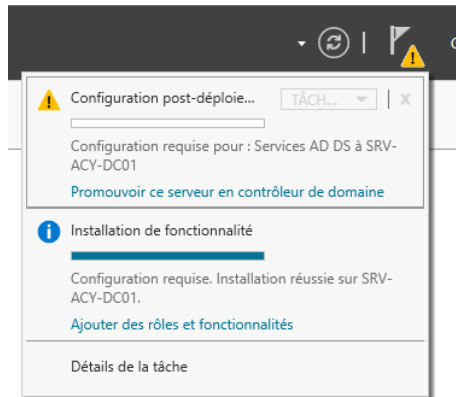 Configuration post-déploie...
TÂCH...
X
Configuration requise pour : Services AD DS à SRV-
ACY-DC01
Promouvoir ce serveur en contrôleur de domaine
Installation de fonctionnalité
Configuration requise. Installation réussie sur SRV-
ACY-DC01.
Ajouter des rôles et fonctionnalités
Détails de la tâche